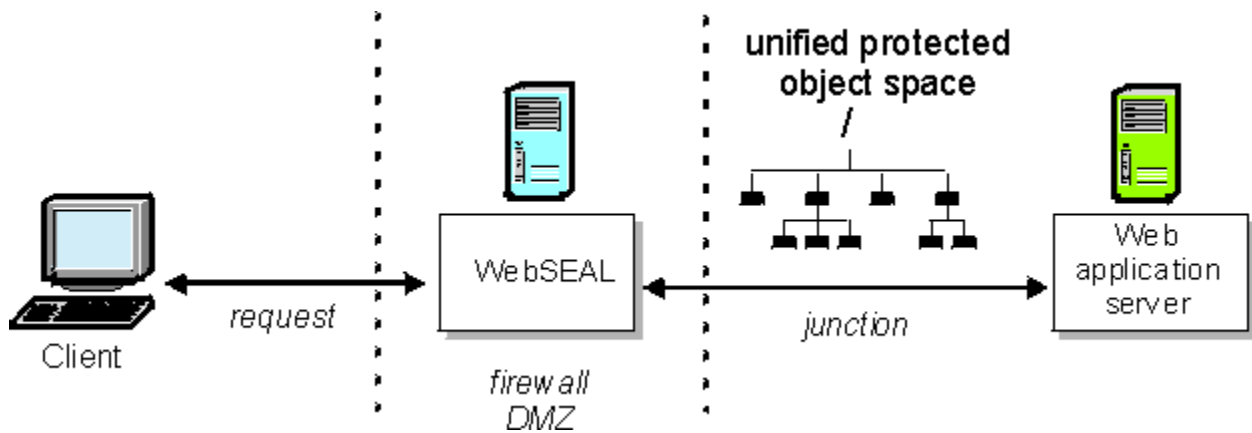 unified protected
object space
/
WebSEAL
Web
application
server
request
junction
Client
firewall
DMZ